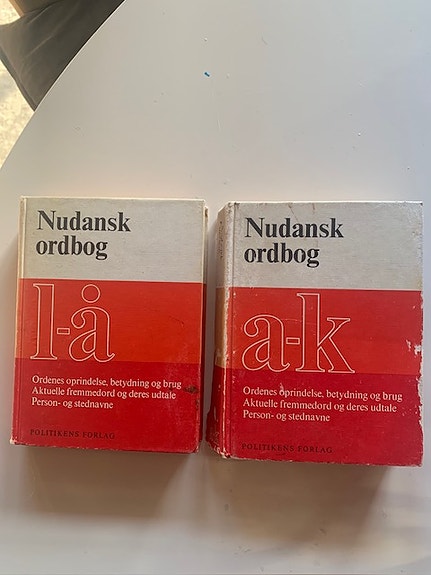 Nudansk
ordbog
l-å
Ordenes oprindelse, betydning og brug
Aktuelle fremmedord og deres udtale
Person- og stednavne
POLITIKENS FORLAG
Nudansk
ordbog
a-k
Ordenes oprindelse, betydning og brug
Aktuelle fremmedord og deres udtale
Person- og stednavne
POLITIKENS FORLAG